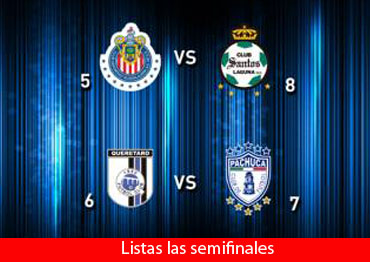 VS
5
8
CLUB
Santos
LAGUNA
QUERETARO
PACHUCA
VS
6
7
Listas las semifinales